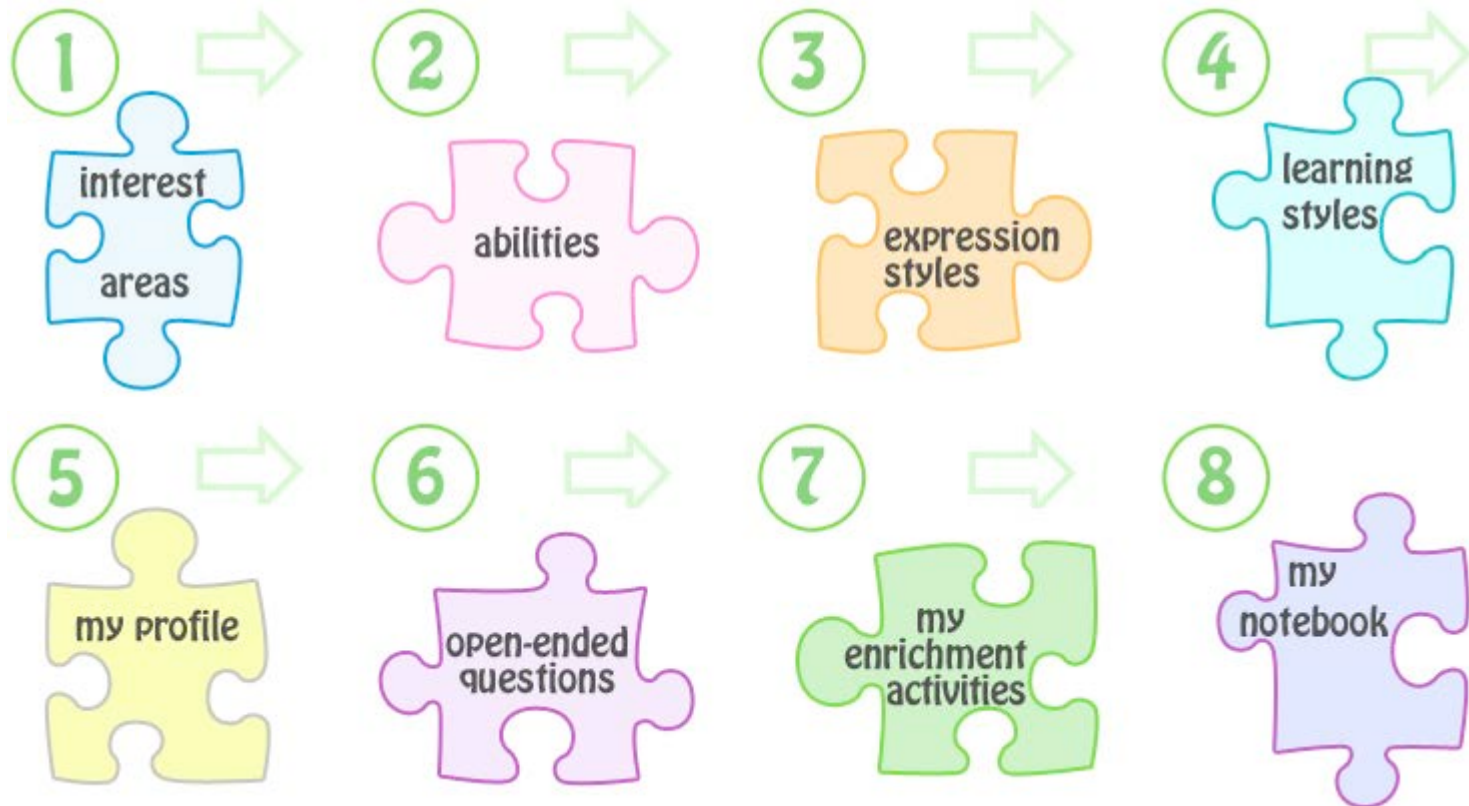 1
interest
areas
2
abilities
3
expression
styles
4
learning
styles
5
my profile
6
open-ended
questions
7
my
enrichment
activities
8
my
notebook